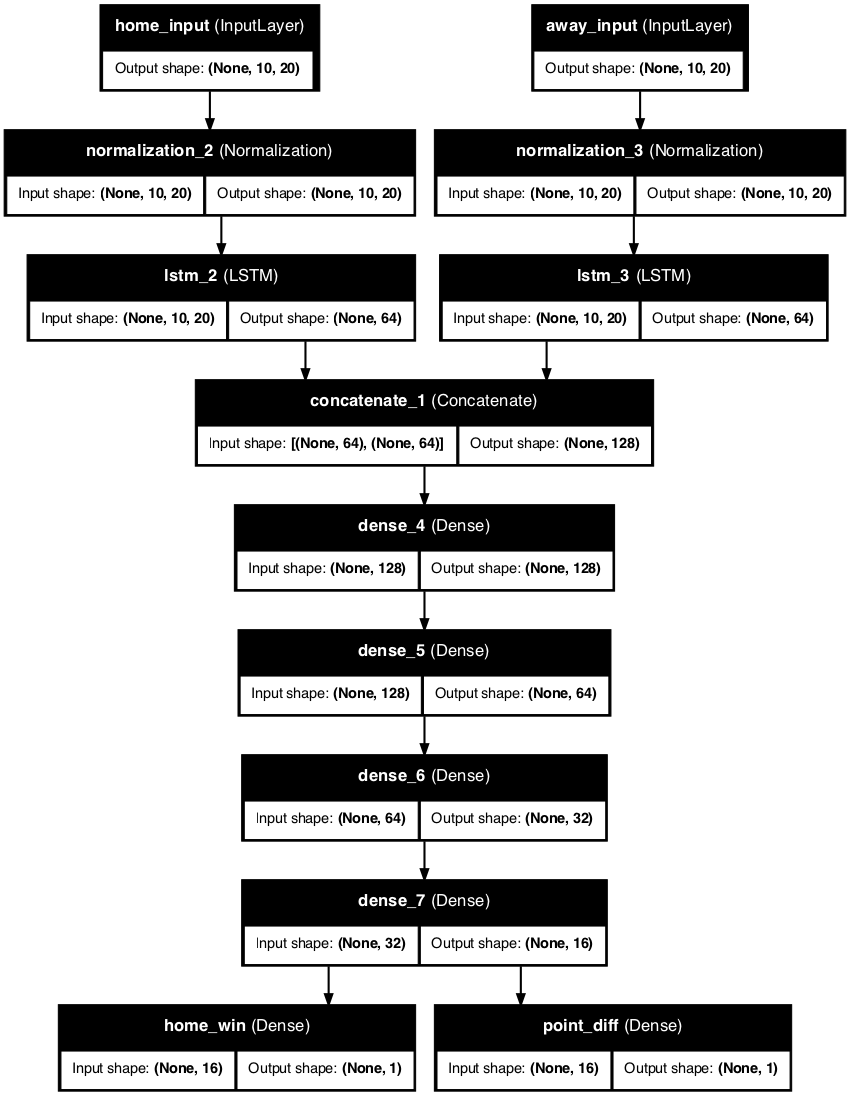 home_input (InputLayer)
away_input (InputLayer)
Output shape: (None, 10, 20)
Output shape: (None, 10, 20)
normalization_2 (Normalization)
normalization_3 (Normalization)
Input shape: (None, 10, 20)
Output shape: (None, 10, 20)
Input shape: (None, 10, 20)
Output shape: (None, 10, 20)
lstm_2 (LSTM)
lstm_3 (LSTM)
Input shape: (None, 10, 20)
Output shape: (None, 64)
Input shape: (None, 10, 20)
Output shape: (None, 64)
concatenate_1 (Concatenate)
Input shape: [(None, 64), (None, 64)]
Output shape: (None, 128)
dense_4 (Dense)
Input shape: (None, 128)
Output shape: (None, 128)
dense_5 (Dense)
Input shape: (None, 128)
Output shape: (None, 64)
dense_6 (Dense)
Input shape: (None, 64)
Output shape: (None, 32)
dense_7 (Dense)
Input shape: (None, 32)
Output shape: (None, 16)
home_win (Dense)
point_diff (Dense)
Input shape: (None, 16)
Output shape: (None, 1)
Input shape: (None, 16)
Output shape: (None, 1)